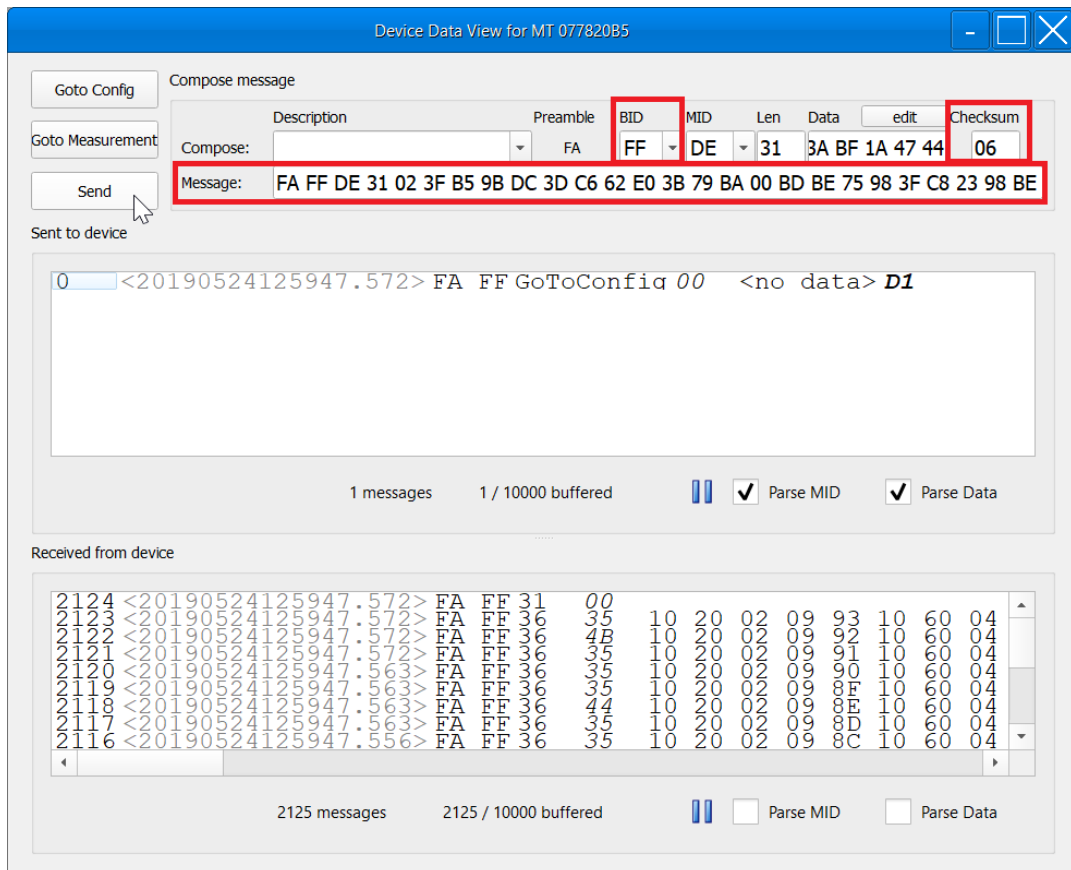 Device Data View for MT 077820B5
Goto Config
Compose message
Description Preamble BID MID Len Data edit Checksum
Goto Measurement
Compose: FA FF DE 31 3A BF 1A 47 44 06
Send
Message: FA FF DE 31 02 3F B5 9B DC 3D C6 62 E0 3B 79 BA 00 BD BE 75 98 3F C8 23 98 BE
Sent to device
0 <20190524125947.572> FA FF GoToConfig 00 <no data> D1
1 messages 1 / 10000 buffered Parse MID Parse Data
Received from device
2124 <20190524125947.572> FA FF 31 00
2123 <20190524125947.572> FA FF 36 35 10 20 02 09 93 10 60 04
2122 <20190524125947.572> FA FF 36 4B 10 20 02 09 92 10 60 04
2121 <20190524125947.572> FA FF 36 35 10 20 02 09 91 10 60 04
2120 <20190524125947.563> FA FF 36 35 10 20 02 09 90 10 60 04
2119 <20190524125947.563> FA FF 36 35 10 20 02 09 8F 10 60 04
2118 <20190524125947.563> FA FF 36 44 10 20 02 09 8E 10 60 04
2117 <20190524125947.563> FA FF 36 35 10 20 02 09 8D 10 60 04
2116 <20190524125947.556> FA FF 36 35 10 20 02 09 8C 10 60 04
2125 messages 2125 / 10000 buffered Parse MID Parse Data